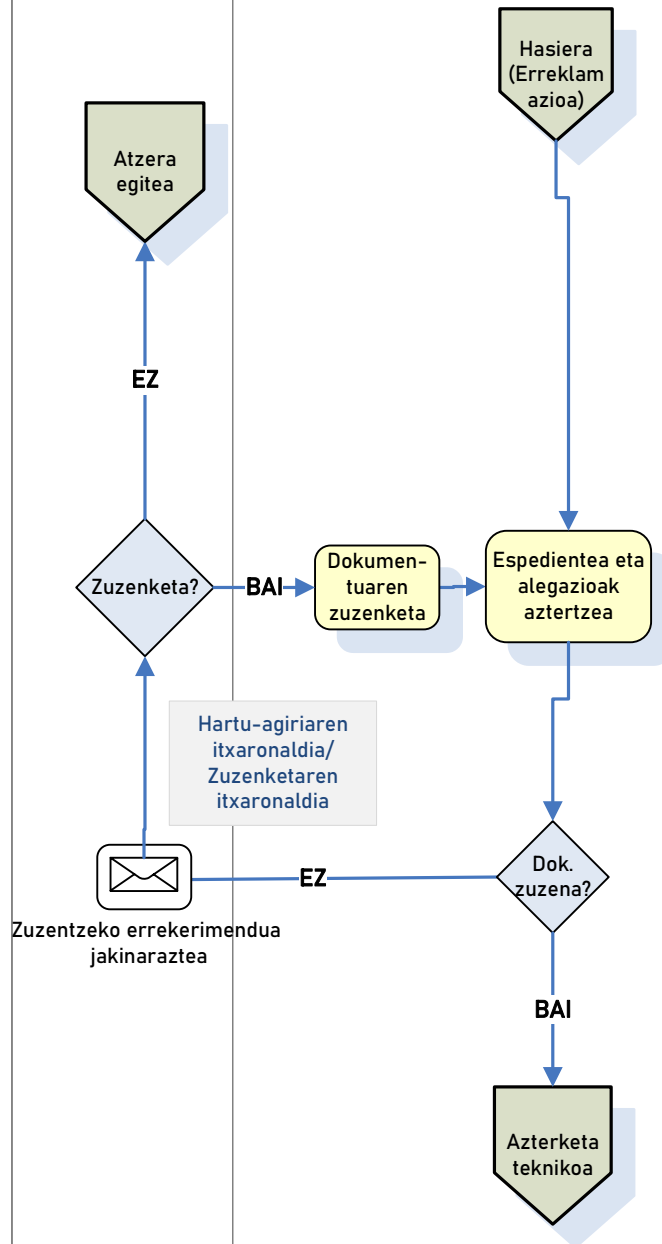 Hasiera
(Erreklam
azioa)
Atzera
egitea
EZ
Zuzenketa?
BAI
Dokumen-
tuaren
zuzenketa
Espedientea eta
alegazioak
aztertzea
Hartu-agiriaren
itxaronaldia/
Zuzenketaren
itxaronaldia
EZ
Dok.
zuzena?
Zuzentzeko errekerimendua
jakinaraztea
BAI
Azterketa
teknikoa